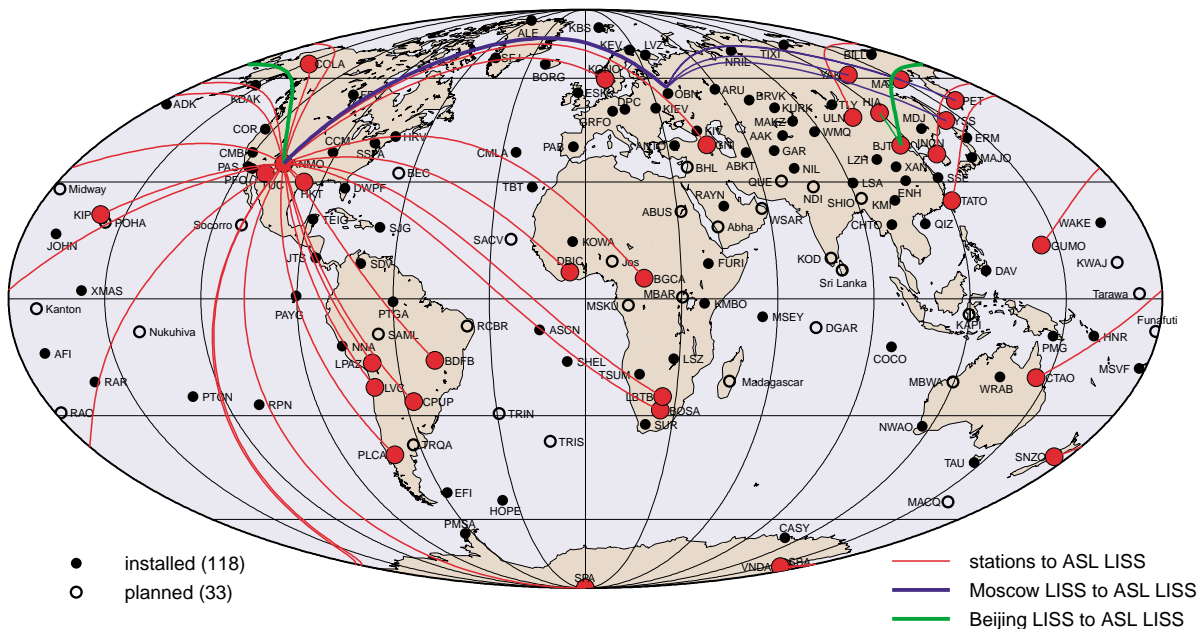 ALF
KBS
KEV
LVZ
NRIL
TIXI
BILL
SFJ
BORG
KONO
COLA
YAK
MA2
PET
ADK
KDAK
FFC
ESK
OBN
ARU
BRVK
KURK
TLY
HIA
ULN
MDJ
YSS
DPC
GRFO
KIEV
MAKZ
AAK
WMQ
ERM
COR
CCM
HRV
SSPA
KIV
ANTO
GNI
BJT
INCN
CMB
ANMO
CMLA
PAB
ABKT
GAR
LZH
XAN
MAJO
PAS
PFO
TUC
BEC
BHL
NIL
SSE
Midway
HKT
DWPF
TBT
RAYN
QUE
NDI
LSA
ENH
SHIO
KMI
TATO
KIP
POHA
Socorro
TEIG
SJG
SACV
ABUS
Abha
WSAR
CHTO
QIZ
WAKE
JOHN
KOWA
GUMO
JTS
SDV
DBIC
Jos
BGCA
FURI
KOD
Sri Lanka
DAV
KWAJ
XMAS
MBAR
Tarawa
Kanton
PAYG
PTGA
MSKU
KMBO
MSEY
DGAR
KAPI
Funafuti
Nukuhiva
RCBR
SAML
ASCN
PMG
HNR
AFI
NNA
LPAZ
BDFB
SHEL
LSZ
COCO
MSVF
RAR
LVC
TSUM
Madagascar
MBWA
WRAB
CTAO
PTCN
RPN
CPUP
LBTB
BOSA
RAO
TRIN
SUR
NWAO
TRQA
TRIS
PLCA
TAU
SNZO
EFI
HOPE
MACQ
PMSA
CASY
VNDA
SBA
SPA
installed (118)
planned (33)
stations to ASL LISS
Moscow LISS to ASL LISS
Beijing LISS to ASL LISS